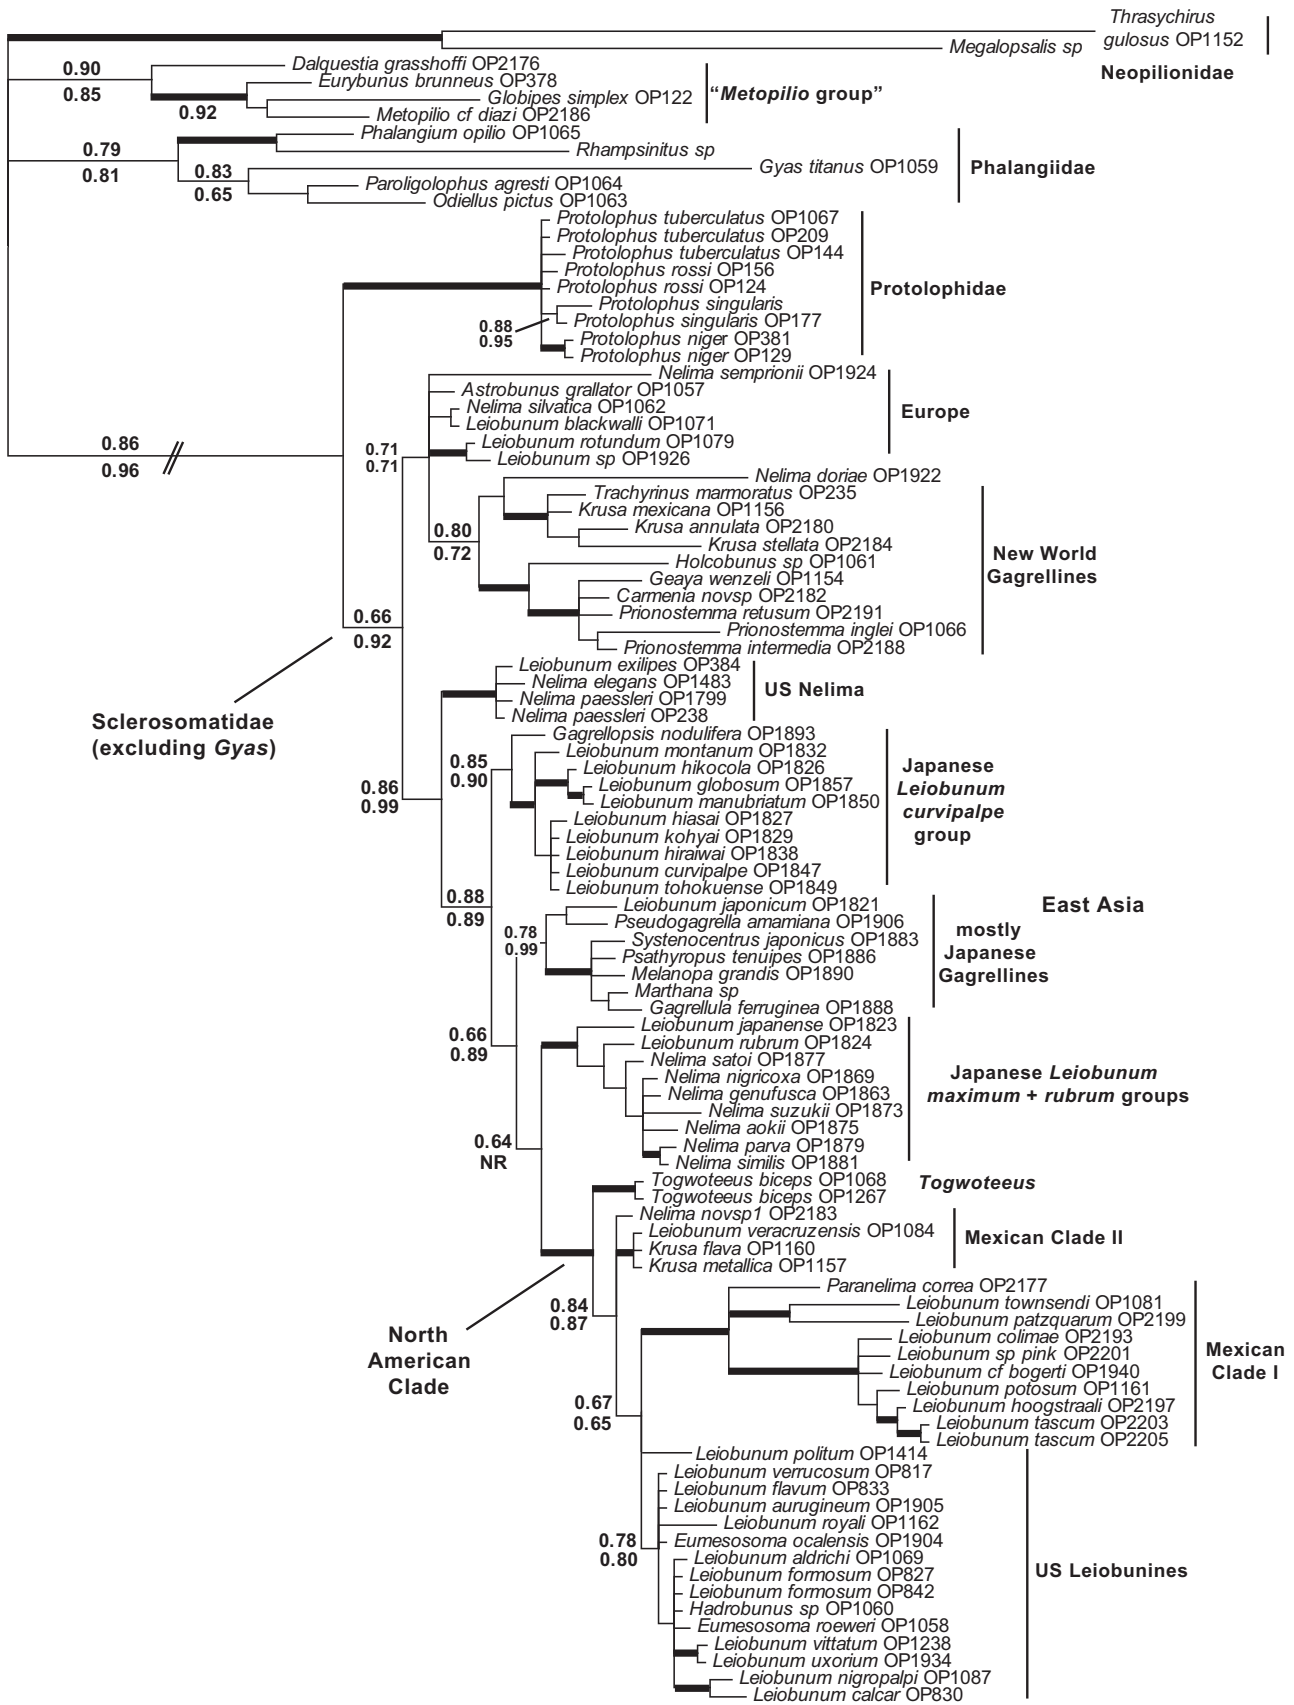 Thrasychirus
gulosus OP1152
Megalopsalis sp
Neopilionidae
0.90
0.85
Dalquestia grasshoffi OP2176
Eurybunus brunneus OP378
Globipes simplex OP122
0.92
Metopilio cf diazi OP2186
"Metopilio group"
Phalangium opilio OP1065
0.79
0.81
Rhampsinitus sp
0.83
0.65
Gyas titanus OP1059
Paroligolophus agresti OP1064
Odiellus pictus OP1063
Phalangiidae
Protolophus tuberculatus OP1067
Protolophus tuberculatus OP209
Protolophus tuberculatus OP144
Protolophus rossi OP156
Protolophus rossi OP124
Protolophus singularis
Protolophus singularis OP177
0.88
0.95
Protolophus niger OP381
Protolophus niger OP129
Protolophidae
0.86
0.96
Nelima semprionii OP1924
Astrobunus grallator OP1057
Nelima silvatica OP1062
Leiobunum blackwalli OP1071
Leiobunum rotundum OP1079
Leiobunum sp OP1926
Europe
0.71
0.71
Nelima doriae OP1922
Trachyrinus marmoratus OP235
Krusa mexicana OP1156
Krusa annulata OP2180
Krusa stellata OP2184
0.80
0.72
Holcobunus sp OP1061
Geaya wenzeli OP1154
Carmenia novsp OP2182
Prionostemma retusum OP2191
Prionostemma inglei OP1066
Prionostemma intermedia OP2188
New World
Gagrellines
0.66
0.92
Sclerosomatidae
(excluding Gyas)
Leiobunum exilipes OP384
Nelima elegans OP1483
Nelima paessleri OP1799
Nelima paessleri OP238
US Nelima
0.86
0.99
0.85
0.90
Gagrellopsis nodulifera OP1893
Leiobunum montanum OP1832
Leiobunum hikocola OP1826
Leiobunum globosum OP1857
Leiobunum manubriatum OP1850
Leiobunum hiasai OP1827
Leiobunum kohyai OP1829
Leiobunum hiraiwai OP1838
Leiobunum curvipalpe OP1847
Leiobunum tohokuense OP1849
Japanese
Leiobunum
curvipalpe
group
0.88
0.89
East Asia
0.78
0.99
Leiobunum japonicum OP1821
Pseudogagrella amamiana OP1906
Systenocentrus japonicus OP1883
Psathyropus tenuipes OP1886
Melanopa grandis OP1890
Marthana sp
Gagrellula ferruginea OP1888
mostly
Japanese
Gagrellines
0.66
0.89
Leiobunum japanense OP1823
Leiobunum rubrum OP1824
Nelima satoi OP1877
Nelima nigricoxa OP1869
Nelima genufusca OP1863
Nelima suzukii OP1873
Nelima aokii OP1875
Nelima parva OP1879
Nelima similis OP1881
Japanese Leiobunum
maximum + rubrum groups
0.64
NR
Togwoteeus biceps OP1068
Togwoteeus biceps OP1267
Togwoteeus
Nelima novsp1 OP2183
Leiobunum veracruzensis OP1084
Krusa flava OP1160
Krusa metallica OP1157
Mexican Clade II
North
American
Clade
0.84
0.87
Paranelima correa OP2177
Leiobunum townsendi OP1081
Leiobunum patzquarum OP2199
Leiobunum colimae OP2193
Leiobunum sp pink OP2201
Leiobunum cf bogerti OP1940
Leiobunum potosum OP1161
Leiobunum hoogstraali OP2197
Leiobunum tascum OP2203
Leiobunum tascum OP2205
Mexican
Clade I
0.67
0.65
Leiobunum politum OP1414
Leiobunum verrucosum OP817
Leiobunum flavum OP833
Leiobunum aurugineum OP1905
Leiobunum royali OP1162
Eumesosoma ocalensis OP1904
0.78
0.80
Leiobunum aldrichi OP1069
Leiobunum formosum OP827
Leiobunum formosum OP842
Hadrobunus sp OP1060
Eumesosoma roeweri OP1058
Leiobunum vittatum OP1238
Leiobunum uxorium OP1934
Leiobunum nigropalpi OP1087
Leiobunum calcar OP830
US Leiobunines